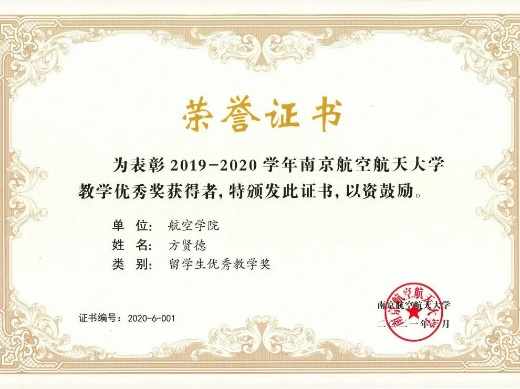 荣誉证书
为表彰 2019-2020 学年南京航空航天大学
教学优秀奖获得者，特颁发此证书，以资鼓励。
单 位： 航空学院
姓 名： 方贤德
类 别： 留学生优秀教学奖
南京航空航天大学
证书编号：2020-6-001